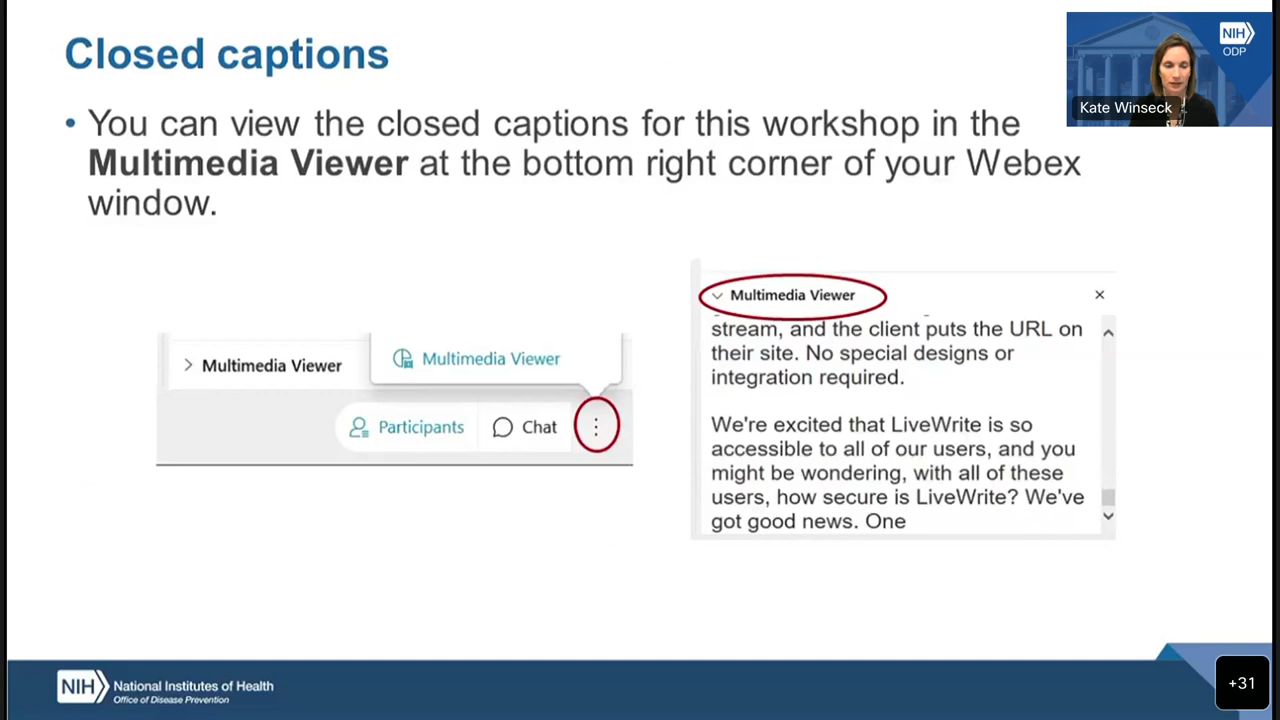 Closed captions
NIH
ODP
Kate Winseck
• You can view the closed captions for this workshop in the
Multimedia Viewer at the bottom right corner of your Webex
window.
Multimedia Viewer
Multimedia Viewer
Participants
Chat
Multimedia Viewer
stream, and the client puts the URL on
their site. No special designs or
integration required.
We're excited that LiveWrite is so
accessible to all of our users, and you
might be wondering, with all of these
users, how secure is LiveWrite? We've
got good news. One
NIH
National Institutes of Health
Office of Disease Prevention
+31